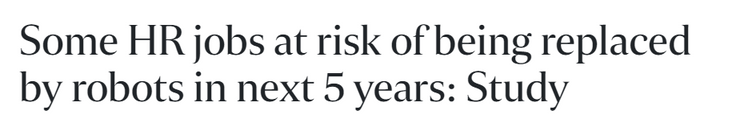 Some HR jobs at risk of being replaced
by robots in next 5 years: Study